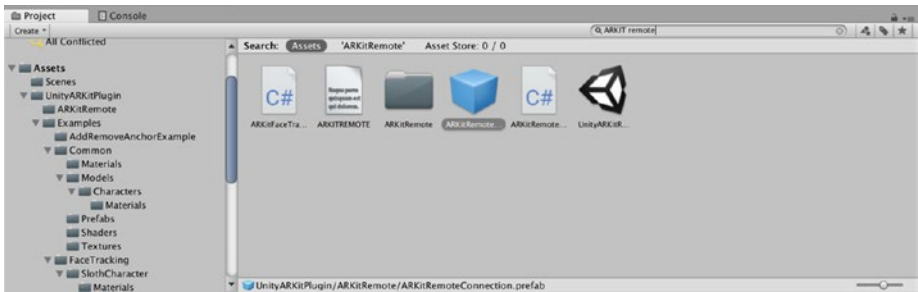 Project Console
Create ARKIT remote
All Conflicted
Search: Assets 'ARKitRemote' Asset Store: 0 / 0
Assets
Scenes
UnityARKitPlugin
ARKitRemote
Examples
AddRemoveAnchorExample
Common
Materials
Models
Characters
Materials
Prefabs
Shaders
Textures
FaceTracking
SlothCharacter
Materials
C#
C#
ARKitFaceTra...
ARKITREMOTE
ARKitRemote
ARKitRemote...
ARKitRemote...
UnityARKitR...
UnityARKitPlugin/ARKitRemote/ARKitRemoteConnection.prefab